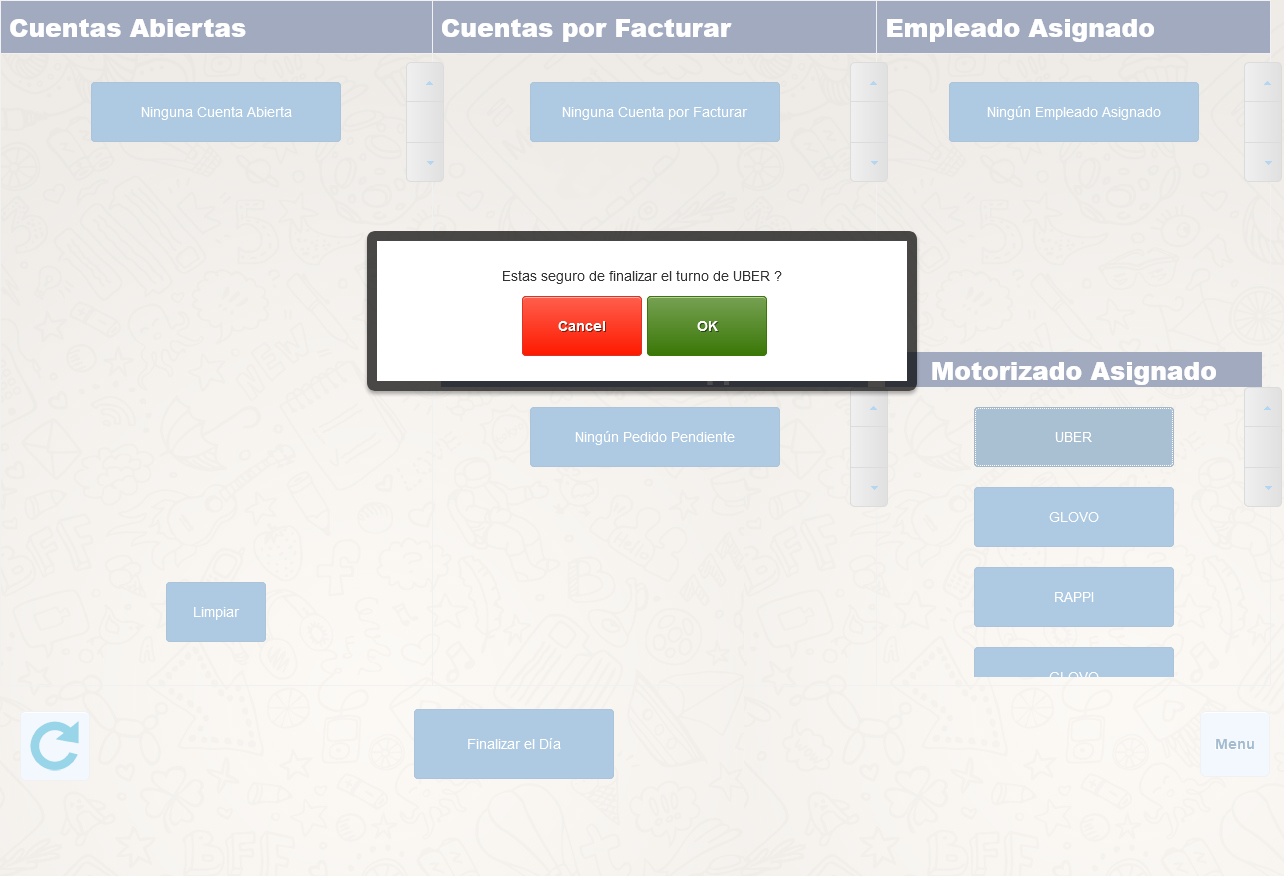 Cuentas Abiertas
Cuentas por Facturar
Empleado Asignado
Ninguna Cuenta Abierta
Ninguna Cuenta por Facturar
Ningún Empleado Asignado
Estas seguro de finalizar el turno de UBER ?
Cancel
OK
Motorizado Asignado
Ningún Pedido Pendiente
UBER
GLOVO
RAPPI
GLOVO
Limpiar
Finalizar el Día
Menu